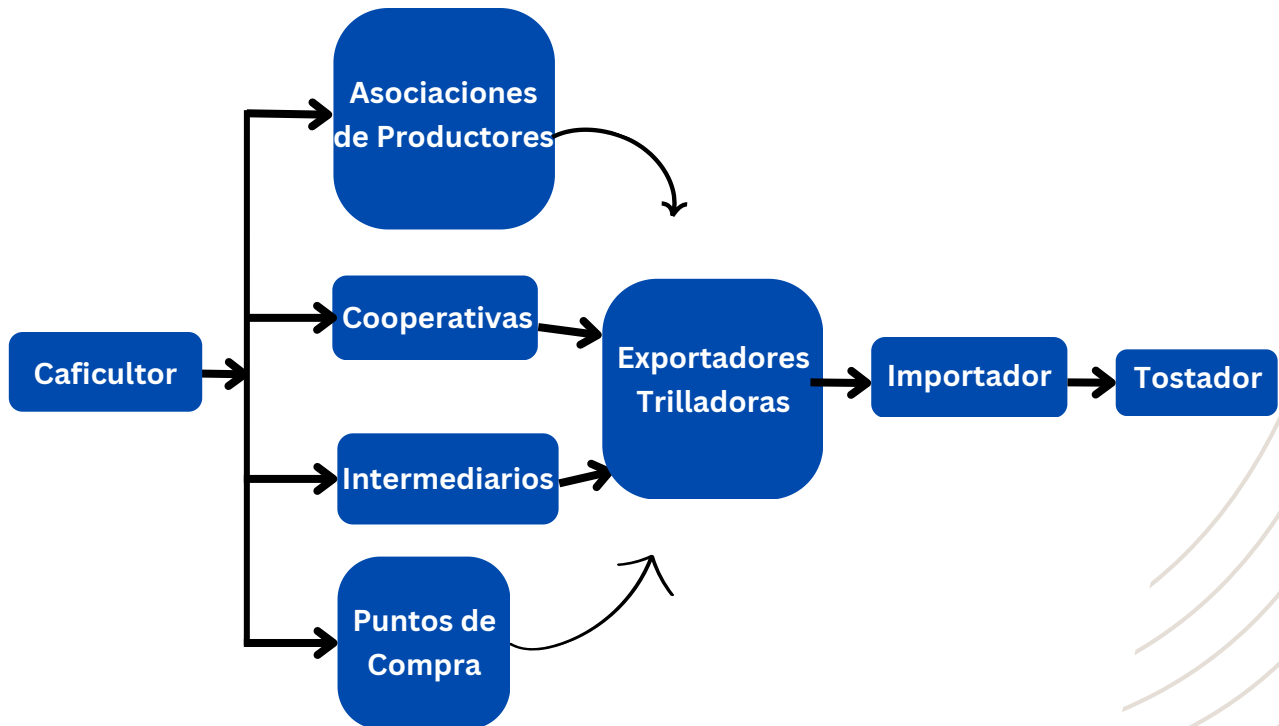 Asociaciones
de Productores
Cooperativas
Caficultor
Intermediarios
Puntos de
Compra
Exportadores
Trilladoras
Importador
Tostador